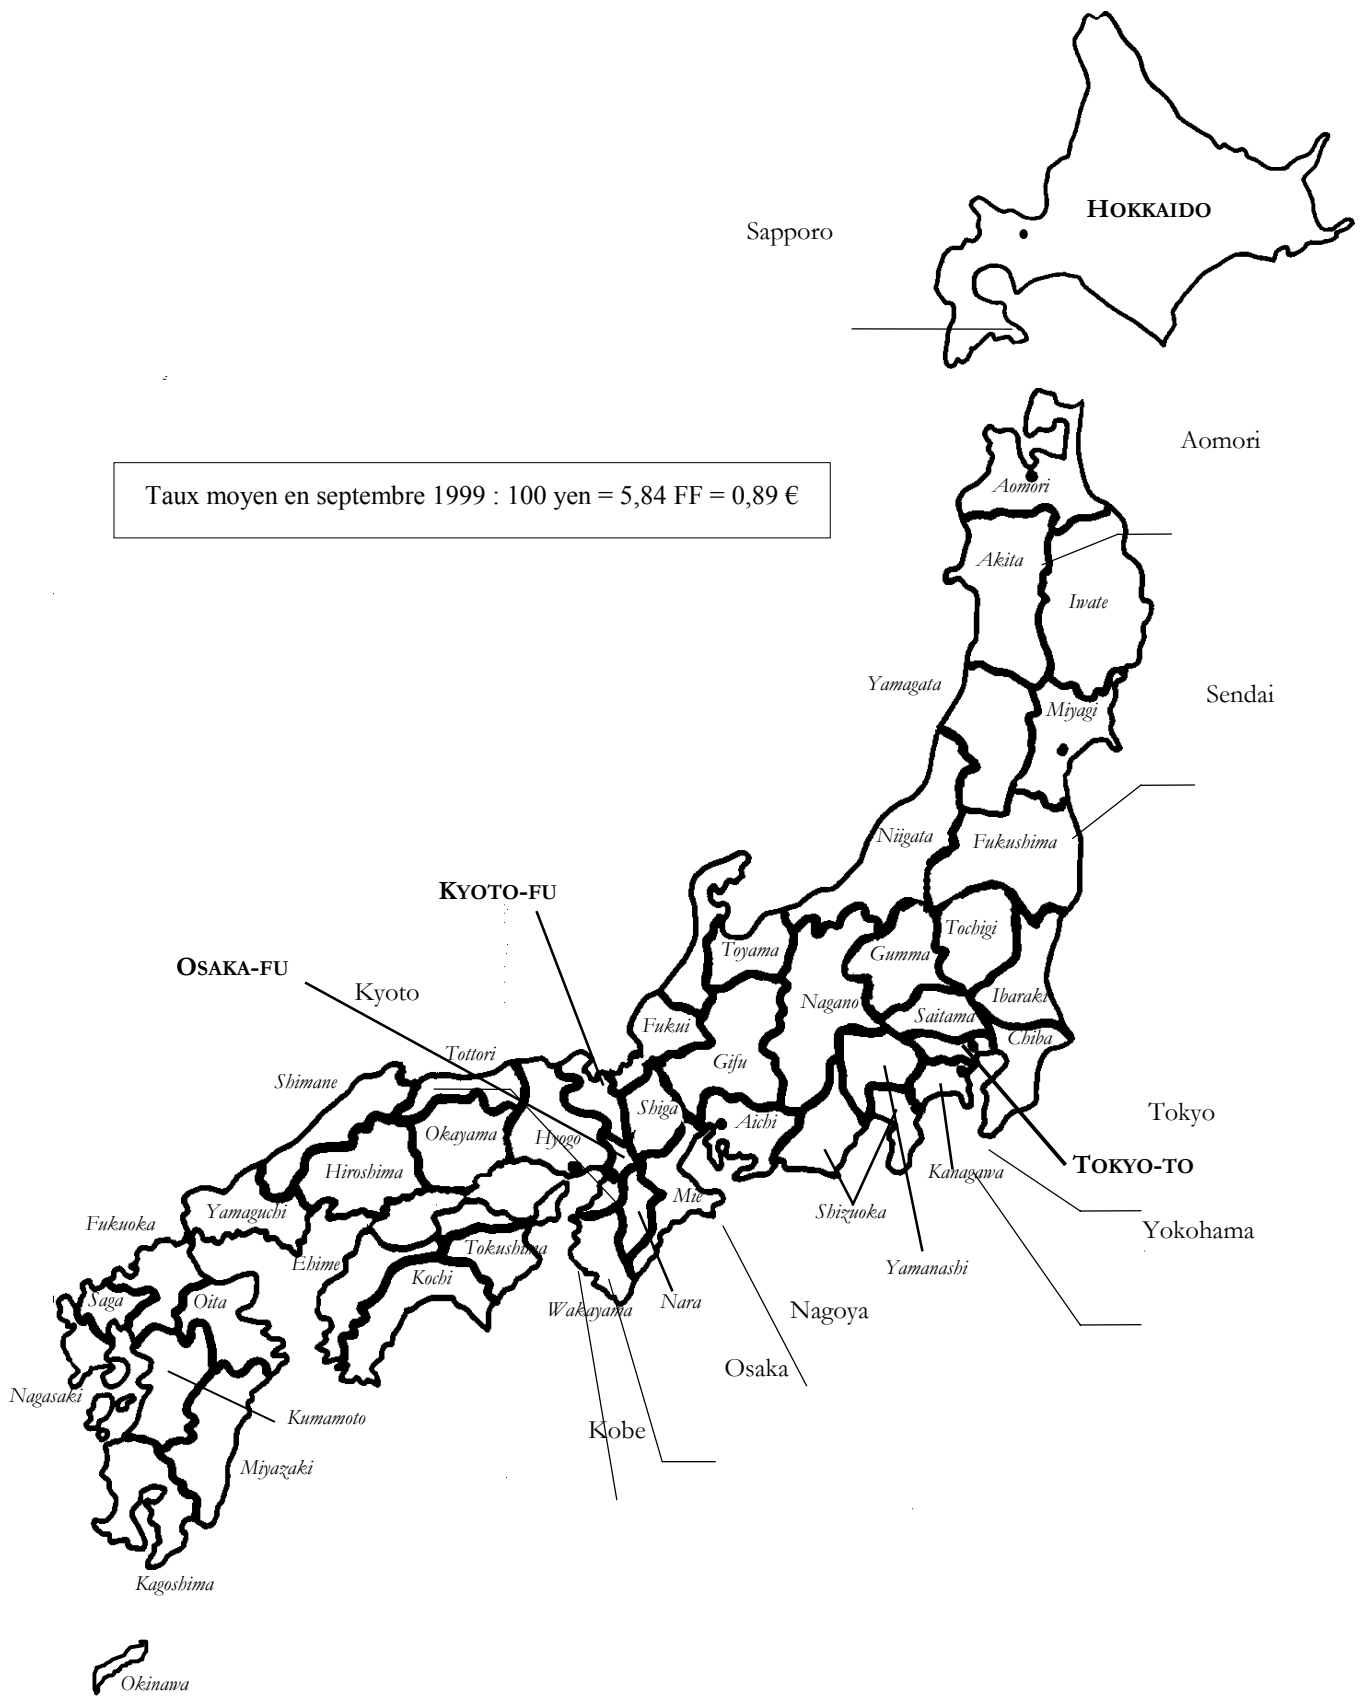 HOKKAIDO
Sapporo
Aomori
Taux moyen en septembre 1999 : 100 yen = 5,84 FF = 0,89 €
Aomori
Akita
Iwate
Yamagata
Sendai
Miyagi
Niigata
Fukushima
KYOTO-FU
Tochigi
Toyama
Gumma
OSAKA-FU
Kyoto
Nagano
Ibaraki
Saitama
Fukui
Chiba
Tottori
Gifu
Shimane
Shiga
Tokyo
Aichi
Okayama
Hyogo
TOKYO-TO
Hiroshima
Kanagawa
Mie
Yamaguchi
Shizuoka
Fukuoka
Yokohama
Tokushima
Ehime
Yamanashi
Kochi
Saga
Oita
Nara
Wakayama
Nagoya
Osaka
Nagasaki
Kumamoto
Kobe
Miyazaki
Kagoshima
Okinawa